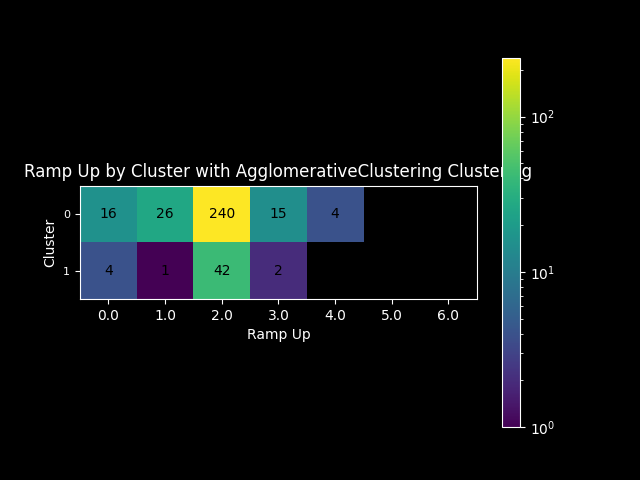 Ramp Up by Cluster with AgglomerativeClustering Clustering
Cluster
0 16 26 240 15 4
1 4 1 42 2
0.0 1.0 2.0 3.0 4.0 5.0 6.0
Ramp Up
10²
10¹
10⁰